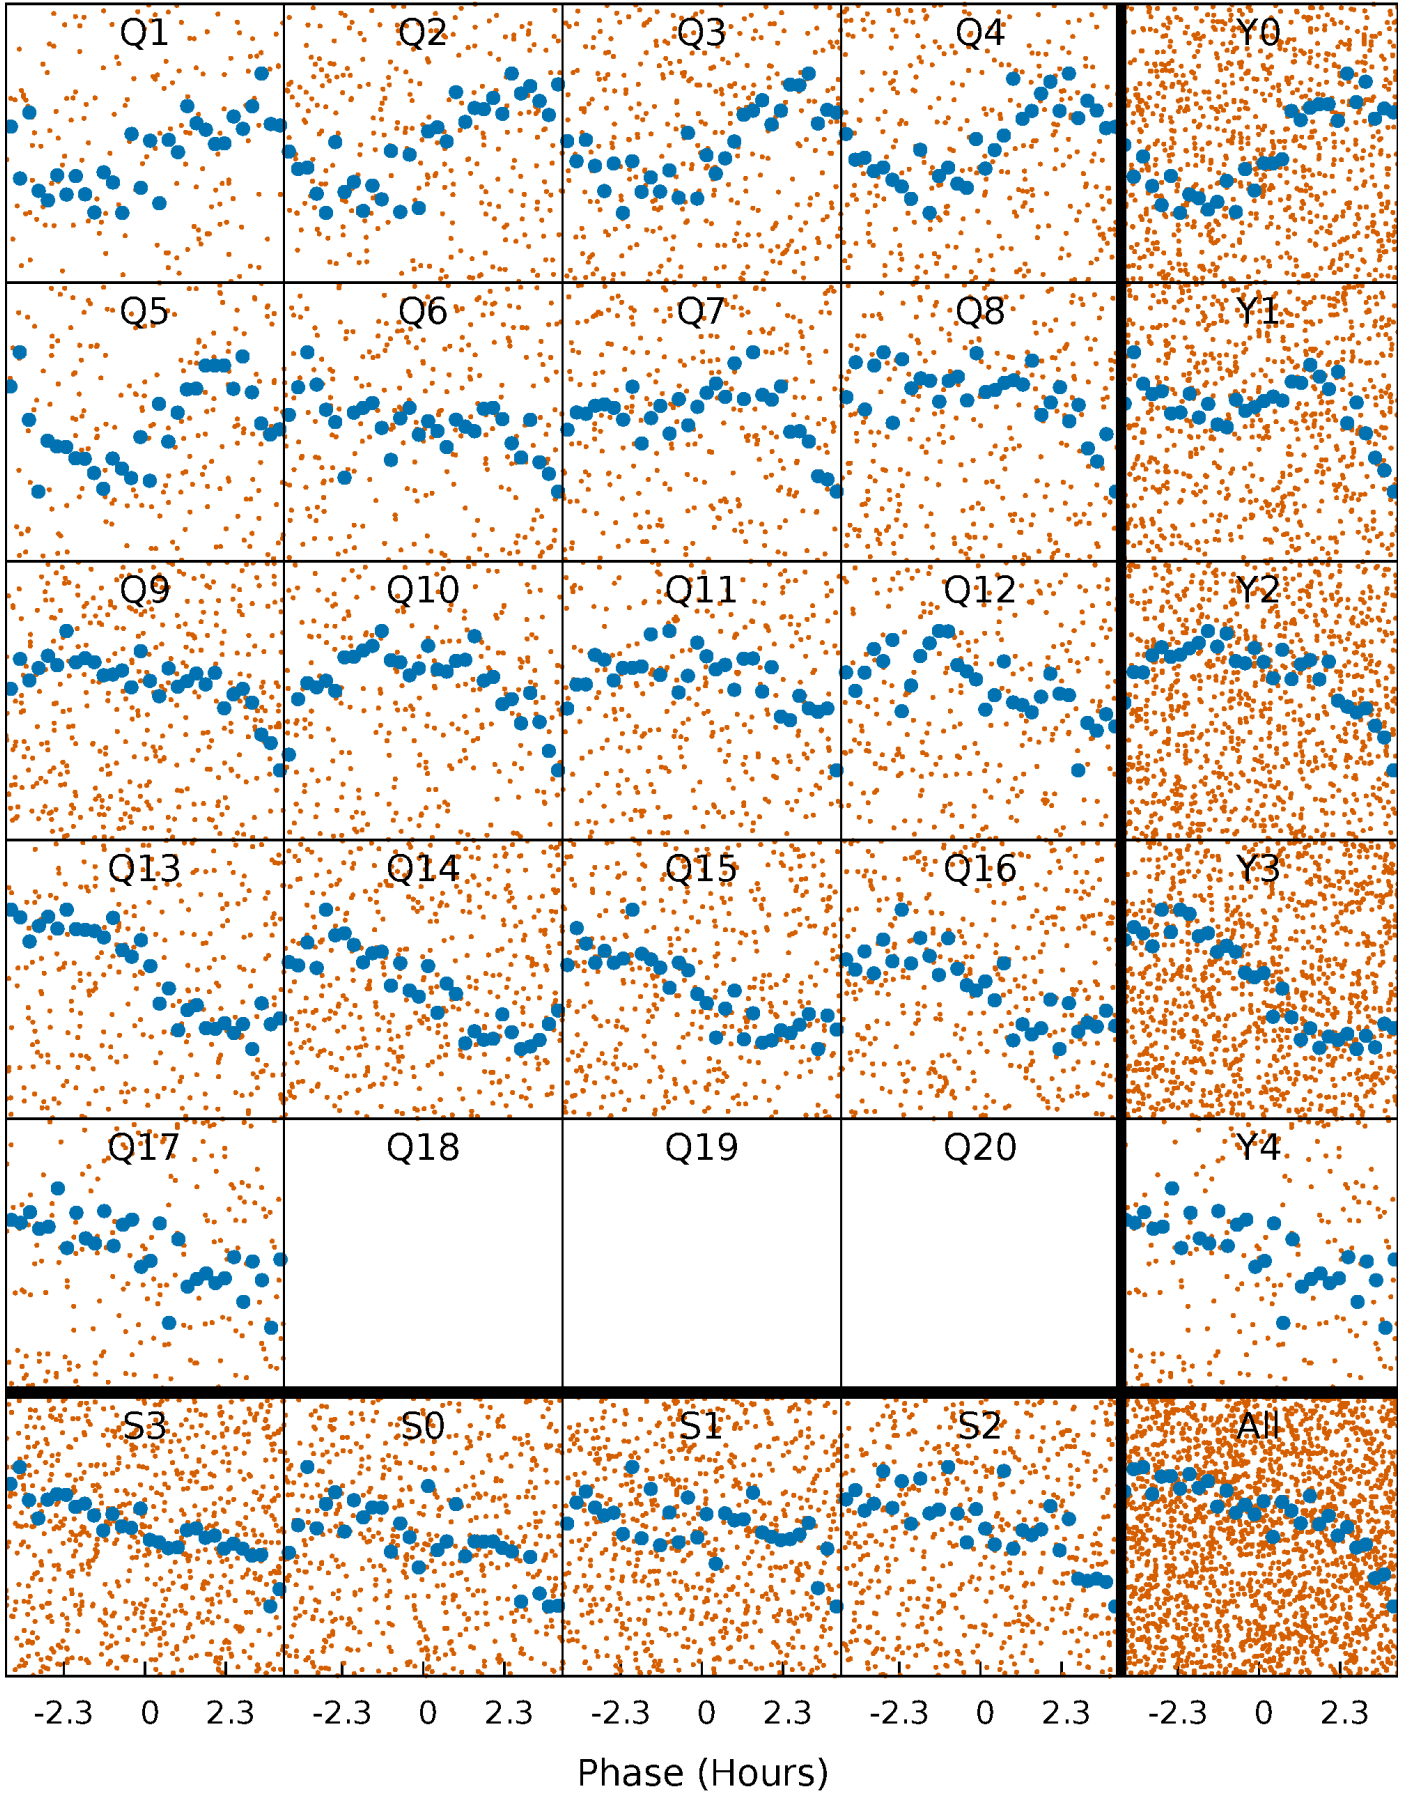 Q1 Q2 Q3 Q4 Y0
Q5 Q6 Q7 Q8 Y1
Q9 Q10 Q11 Q12 Y2
Q13 Q14 Q15 Q16 Y3
Q17 Q18 Q19 Q20 Y4
S3 S0 S1 S2 All
-2.3 0 2.3 -2.3 0 2.3 -2.3 0 2.3 -2.3 0 2.3 -2.3 0 2.3
Phase (Hours)